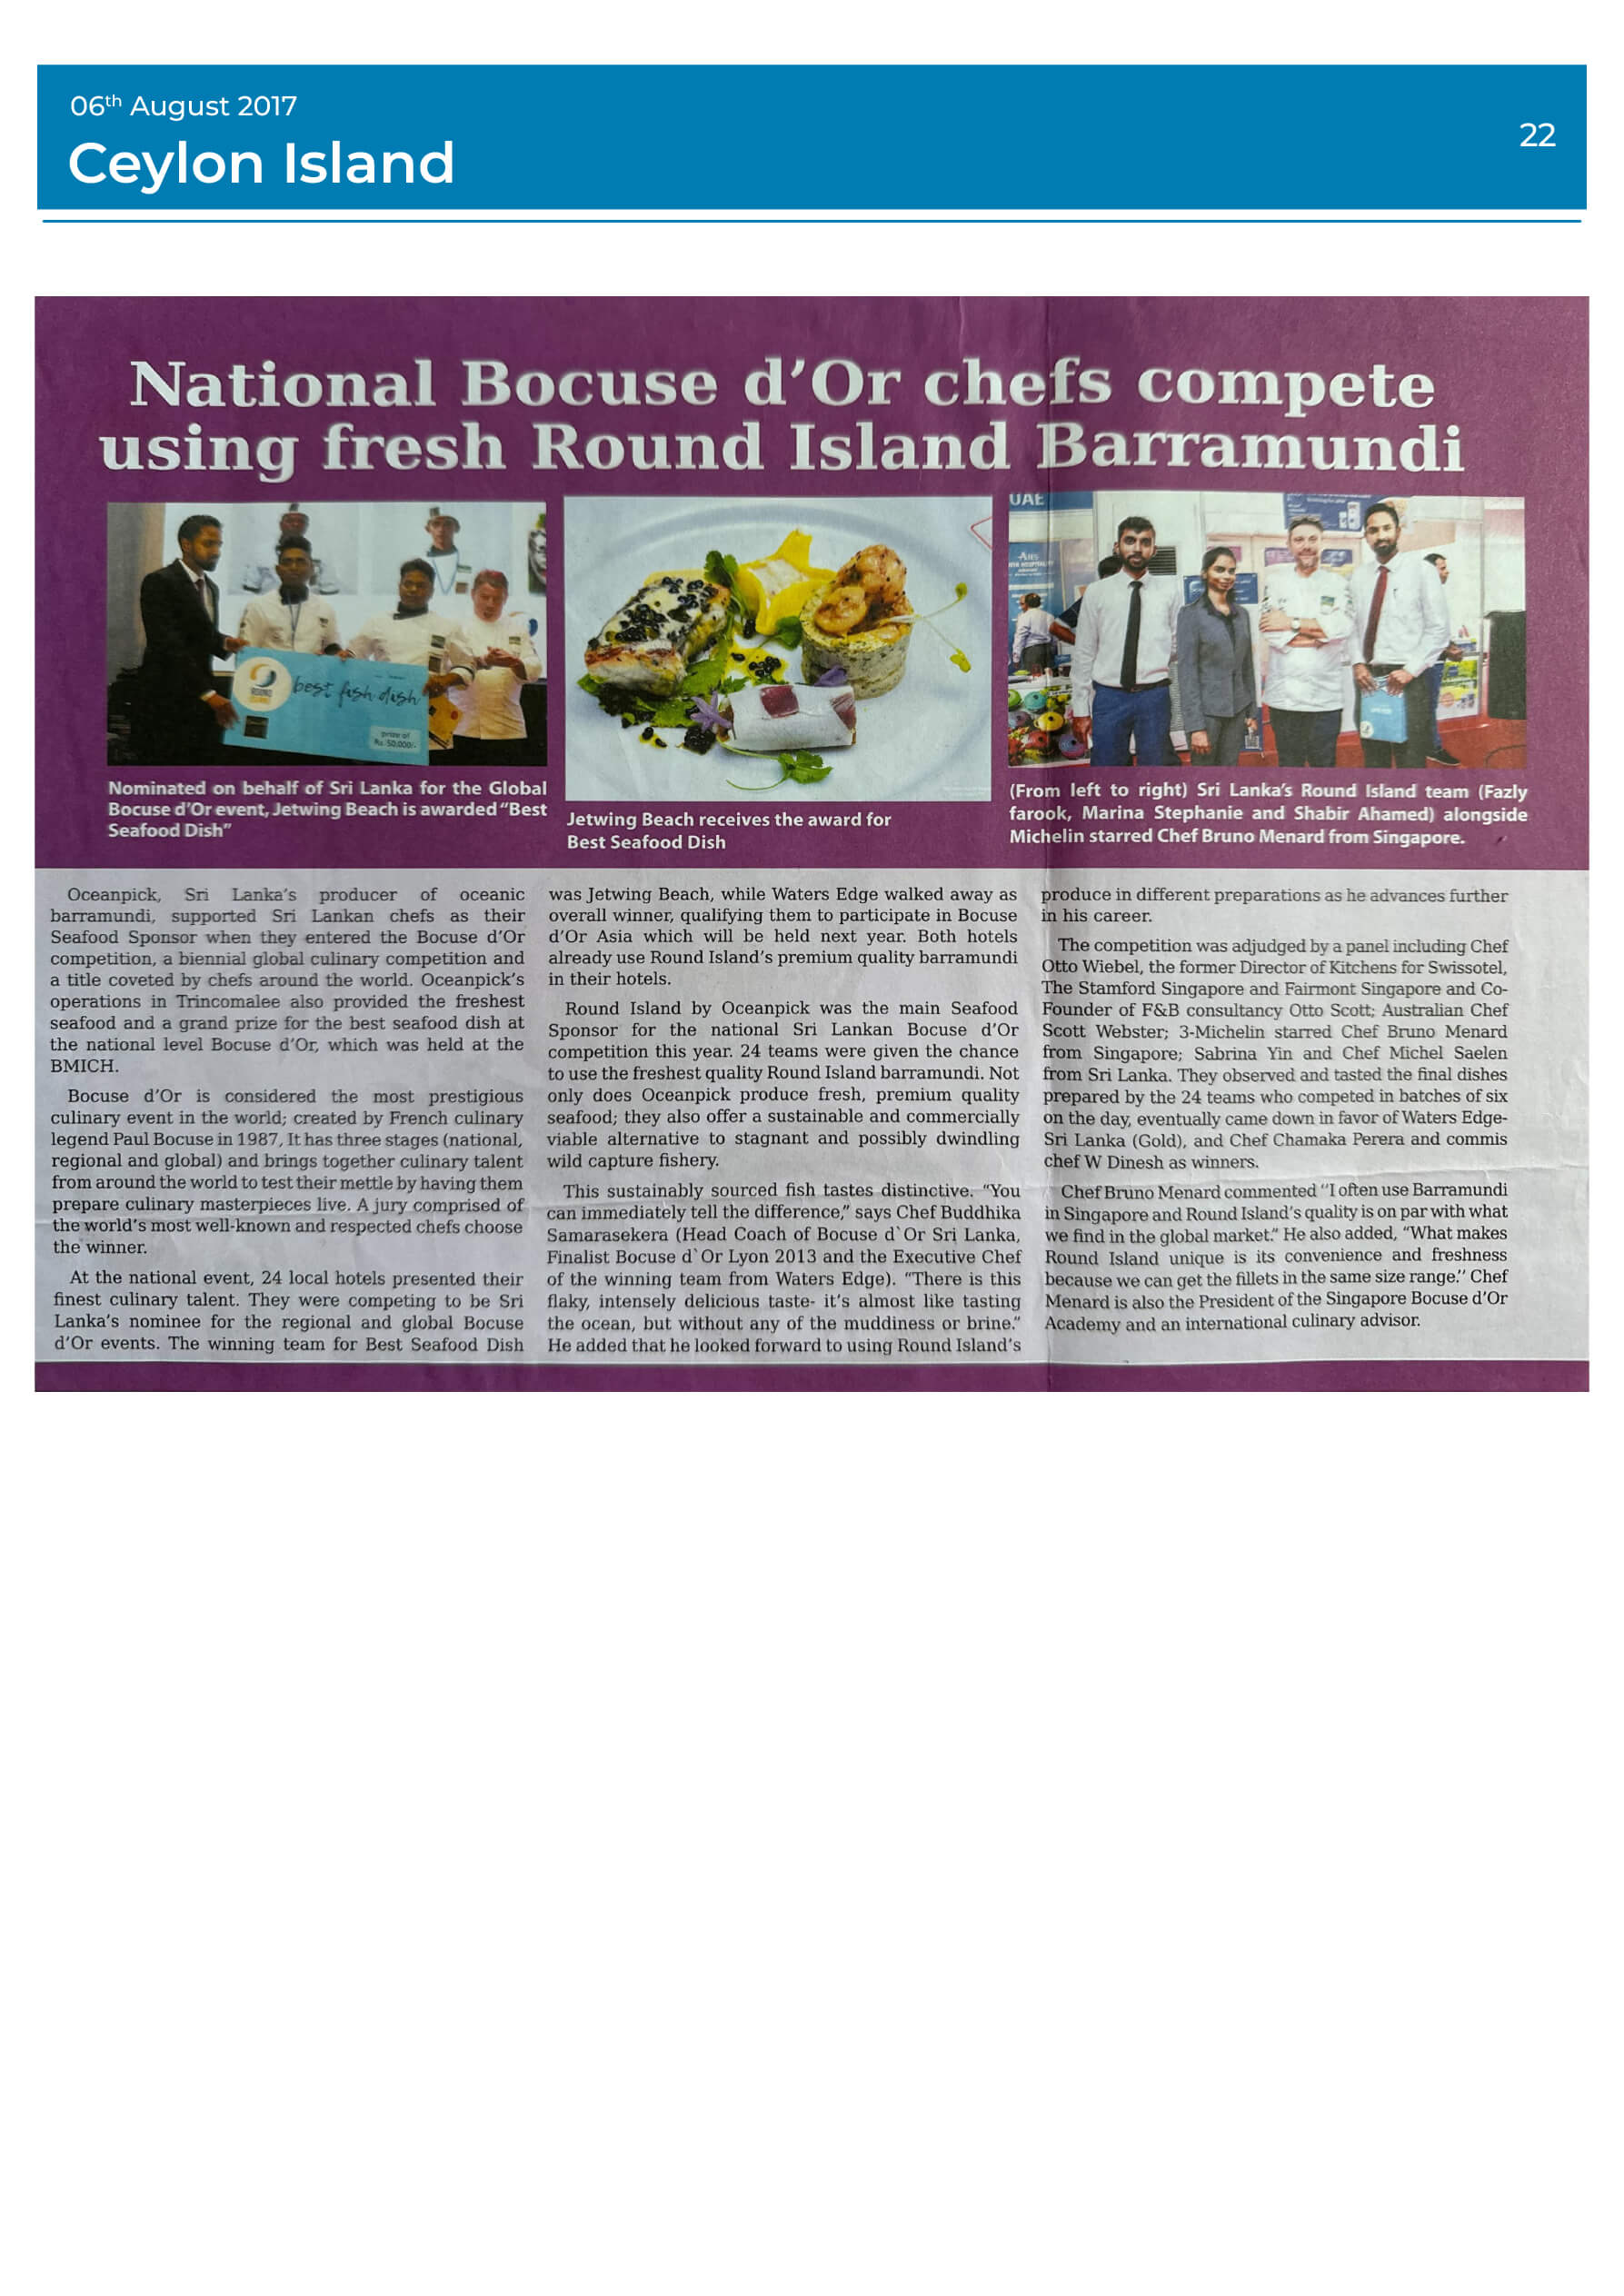 06th August 2017
Ceylon Island
22
National Bocuse d’Or chefs compete
using fresh Round Island Barramundi
ROUND ISLAND
best fish dish
prize of
Rs. 50,000/-
UAE
Nominated on behalf of Sri Lanka for the Global
Bocuse d’Or event, Jetwing Beach is awarded “Best
Seafood Dish”
Jetwing Beach receives the award for
Best Seafood Dish
(From left to right) Sri Lanka’s Round Island team (Fazly
farook, Marina Stephanie and Shabir Ahamed) alongside
Michelin starred Chef Bruno Menard from Singapore.
Oceanpick, Sri Lanka’s producer of oceanic
barramundi, supported Sri Lankan chefs as their
Seafood Sponsor when they entered the Bocuse d’Or
competition, a biennial global culinary competition and
a title coveted by chefs around the world. Oceanpick’s
operations in Trincomalee also provided the freshest
seafood and a grand prize for the best seafood dish at
the national level Bocuse d’Or, which was held at the
BMICH.
Bocuse d’Or is considered the most prestigious
culinary event in the world; created by French culinary
legend Paul Bocuse in 1987, It has three stages (national,
regional and global) and brings together culinary talent
from around the world to test their mettle by having them
prepare culinary masterpieces live. A jury comprised of
the world’s most well-known and respected chefs choose
the winner.
At the national event, 24 local hotels presented their
finest culinary talent. They were competing to be Sri
Lanka’s nominee for the regional and global Bocuse
d’Or events. The winning team for Best Seafood Dish
was Jetwing Beach, while Waters Edge walked away as
overall winner, qualifying them to participate in Bocuse
d’Or Asia which will be held next year. Both hotels
already use Round Island’s premium quality barramundi
in their hotels.
Round Island by Oceanpick was the main Seafood
Sponsor for the national Sri Lankan Bocuse d’Or
competition this year. 24 teams were given the chance
to use the freshest quality Round Island barramundi. Not
only does Oceanpick produce fresh, premium quality
seafood; they also offer a sustainable and commercially
viable alternative to stagnant and possibly dwindling
wild capture fishery.
This sustainably sourced fish tastes distinctive. “You
can immediately tell the difference,” says Chef Buddhika
Samarasekera (Head Coach of Bocuse d`Or Sri Lanka,
Finalist Bocuse d`Or Lyon 2013 and the Executive Chef
of the winning team from Waters Edge). “There is this
flaky, intensely delicious taste- it’s almost like tasting
the ocean, but without any of the muddiness or brine.”
He added that he looked forward to using Round Island’s
produce in different preparations as he advances further
in his career.
The competition was adjudged by a panel including Chef
Otto Wiebel, the former Director of Kitchens for Swissotel,
The Stamford Singapore and Fairmont Singapore and Co-
Founder of F&B consultancy Otto Scott; Australian Chef
Scott Webster; 3-Michelin starred Chef Bruno Menard
from Singapore; Sabrina Yin and Chef Michel Saelen
from Sri Lanka. They observed and tasted the final dishes
prepared by the 24 teams who competed in batches of six
on the day, eventually came down in favor of Waters Edge-
Sri Lanka (Gold), and Chef Chamaka Perera and commis
chef W Dinesh as winners.
Chef Bruno Menard commented “I often use Barramundi
in Singapore and Round Island’s quality is on par with what
we find in the global market.” He also added, “What makes
Round Island unique is its convenience and freshness
because we can get the fillets in the same size range.” Chef
Menard is also the President of the Singapore Bocuse d’Or
Academy and an international culinary advisor.